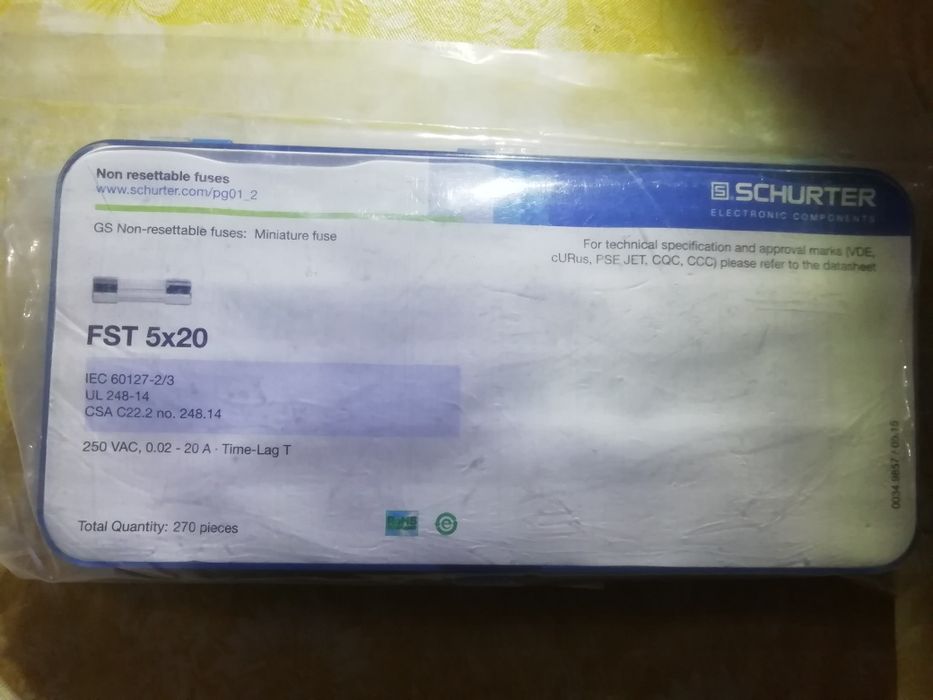 Non resettable fuses
www.schurter.com/pg01_2
SCHURTER
ELECTRONIC COMPONENTS
GS Non-resettable fuses: Miniature fuse
For technical specification and approval marks (VDE,
cURus, PSE JET, CQC, CCC) please refer to the datasheet
FST 5x20
IEC 60127-2/3
UL 248-14
CSA C22.2 no. 248.14
250 VAC, 0.02 - 20 A · Time-Lag T
Total Quantity: 270 pieces
RoHS
e
0034.9857 /